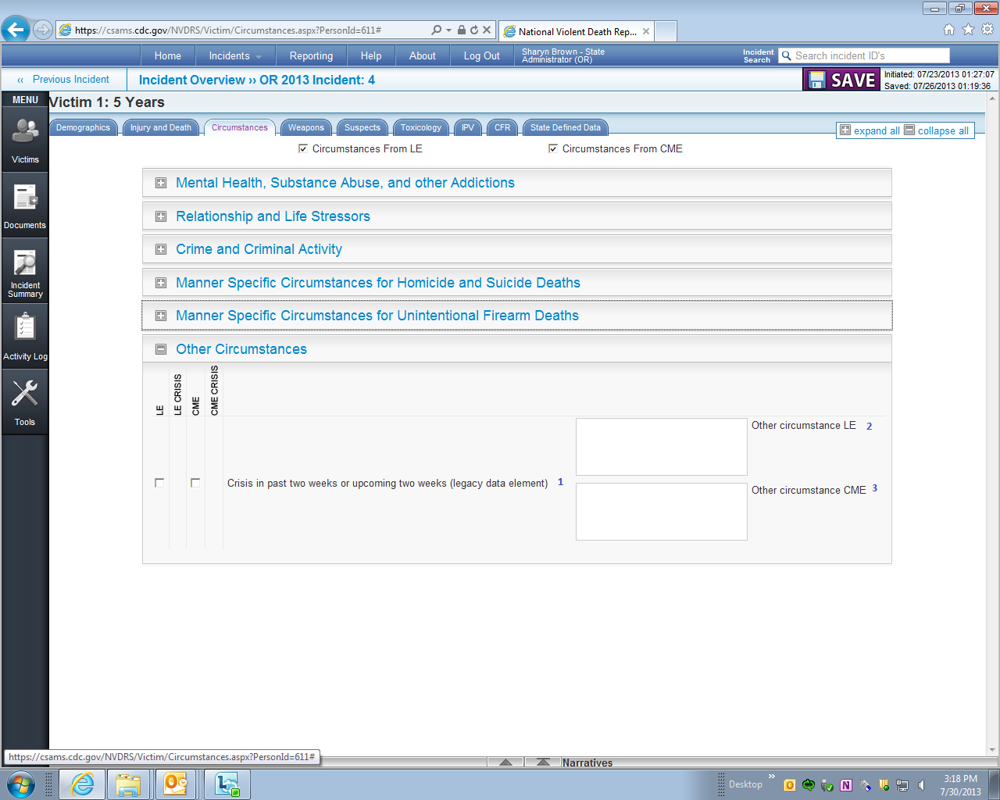 https://csams.cdc.gov/NVDRS/Victim/Circumstances.aspx?PersonId=611#
National Violent Death Rep...
Home
Incidents
Reporting
Help
About
Log Out
Sharyn Brown - State
Administrator (OR)
Incident
Search
Search incident ID's
‹‹ Previous Incident
Incident Overview ›› OR 2013 Incident: 4
SAVE
Initiated: 07/23/2013 01:27:07
Saved: 07/26/2013 01:19:36
MENU
Victim 1: 5 Years
Demographics
Injury and Death
Circumstances
Weapons
Suspects
Toxicology
IPV
CFR
State Defined Data
expand all
collapse all
Victims
Documents
Incident
Summary
Activity Log
Tools
Circumstances From LE
Circumstances From CME
Mental Health, Substance Abuse, and other Addictions
Relationship and Life Stressors
Crime and Criminal Activity
Manner Specific Circumstances for Homicide and Suicide Deaths
Manner Specific Circumstances for Unintentional Firearm Deaths
Other Circumstances
LE
LE CRISIS
CME
CME CRISIS
Crisis in past two weeks or upcoming two weeks (legacy data element) 1
Other circumstance LE 2
Other circumstance CME 3
https://csams.cdc.gov/NVDRS/Victim/Circumstances.aspx?PersonId=611#
Narratives
Desktop
3:18 PM
7/30/2013